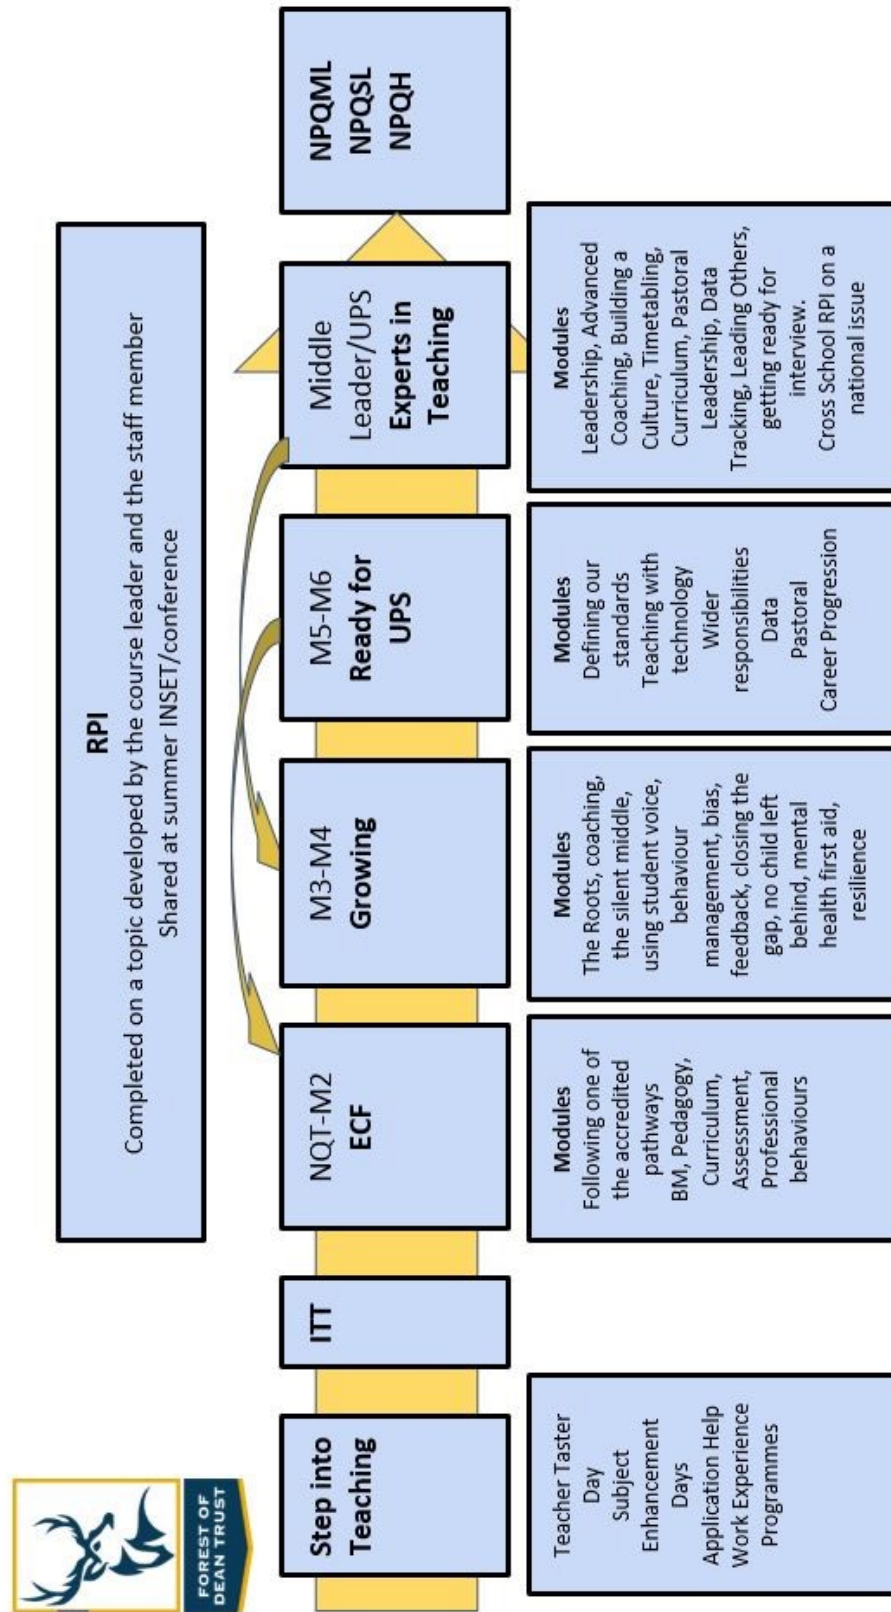 FOREST OF
DEAN TRUST
RPI
Completed on a topic developed by the course leader and the staff member
Shared at summer INSET/conference
Step into
Teaching
ITT
NQT-M2
ECF
M3-M4
Growing
M5-M6
Ready for
UPS
Middle
Leader/UPS
Experts in
Teaching
NPQML
NPQSL
NPQH
Teacher Taster
Day
Subject
Enhancement
Days
Application Help
Work Experience
Programmes
Modules
Following one of
the accredited
pathways
BM, Pedagogy,
Curriculum,
Assessment,
Professional
behaviours
Modules
The Roots, coaching,
the silent middle,
using student voice,
behaviour
management, bias,
feedback, closing the
gap, no child left
behind, mental
health first aid,
resilience
Modules
Defining our
standards
Teaching with
technology
Wider
responsibilities
Data
Pastoral
Career Progression
Modules
Leadership, Advanced
Coaching, Building a
Culture, Timetabling,
Curriculum, Pastoral
Leadership, Data
Tracking, Leading Others,
getting ready for
interview.
Cross School RPI on a
national issue